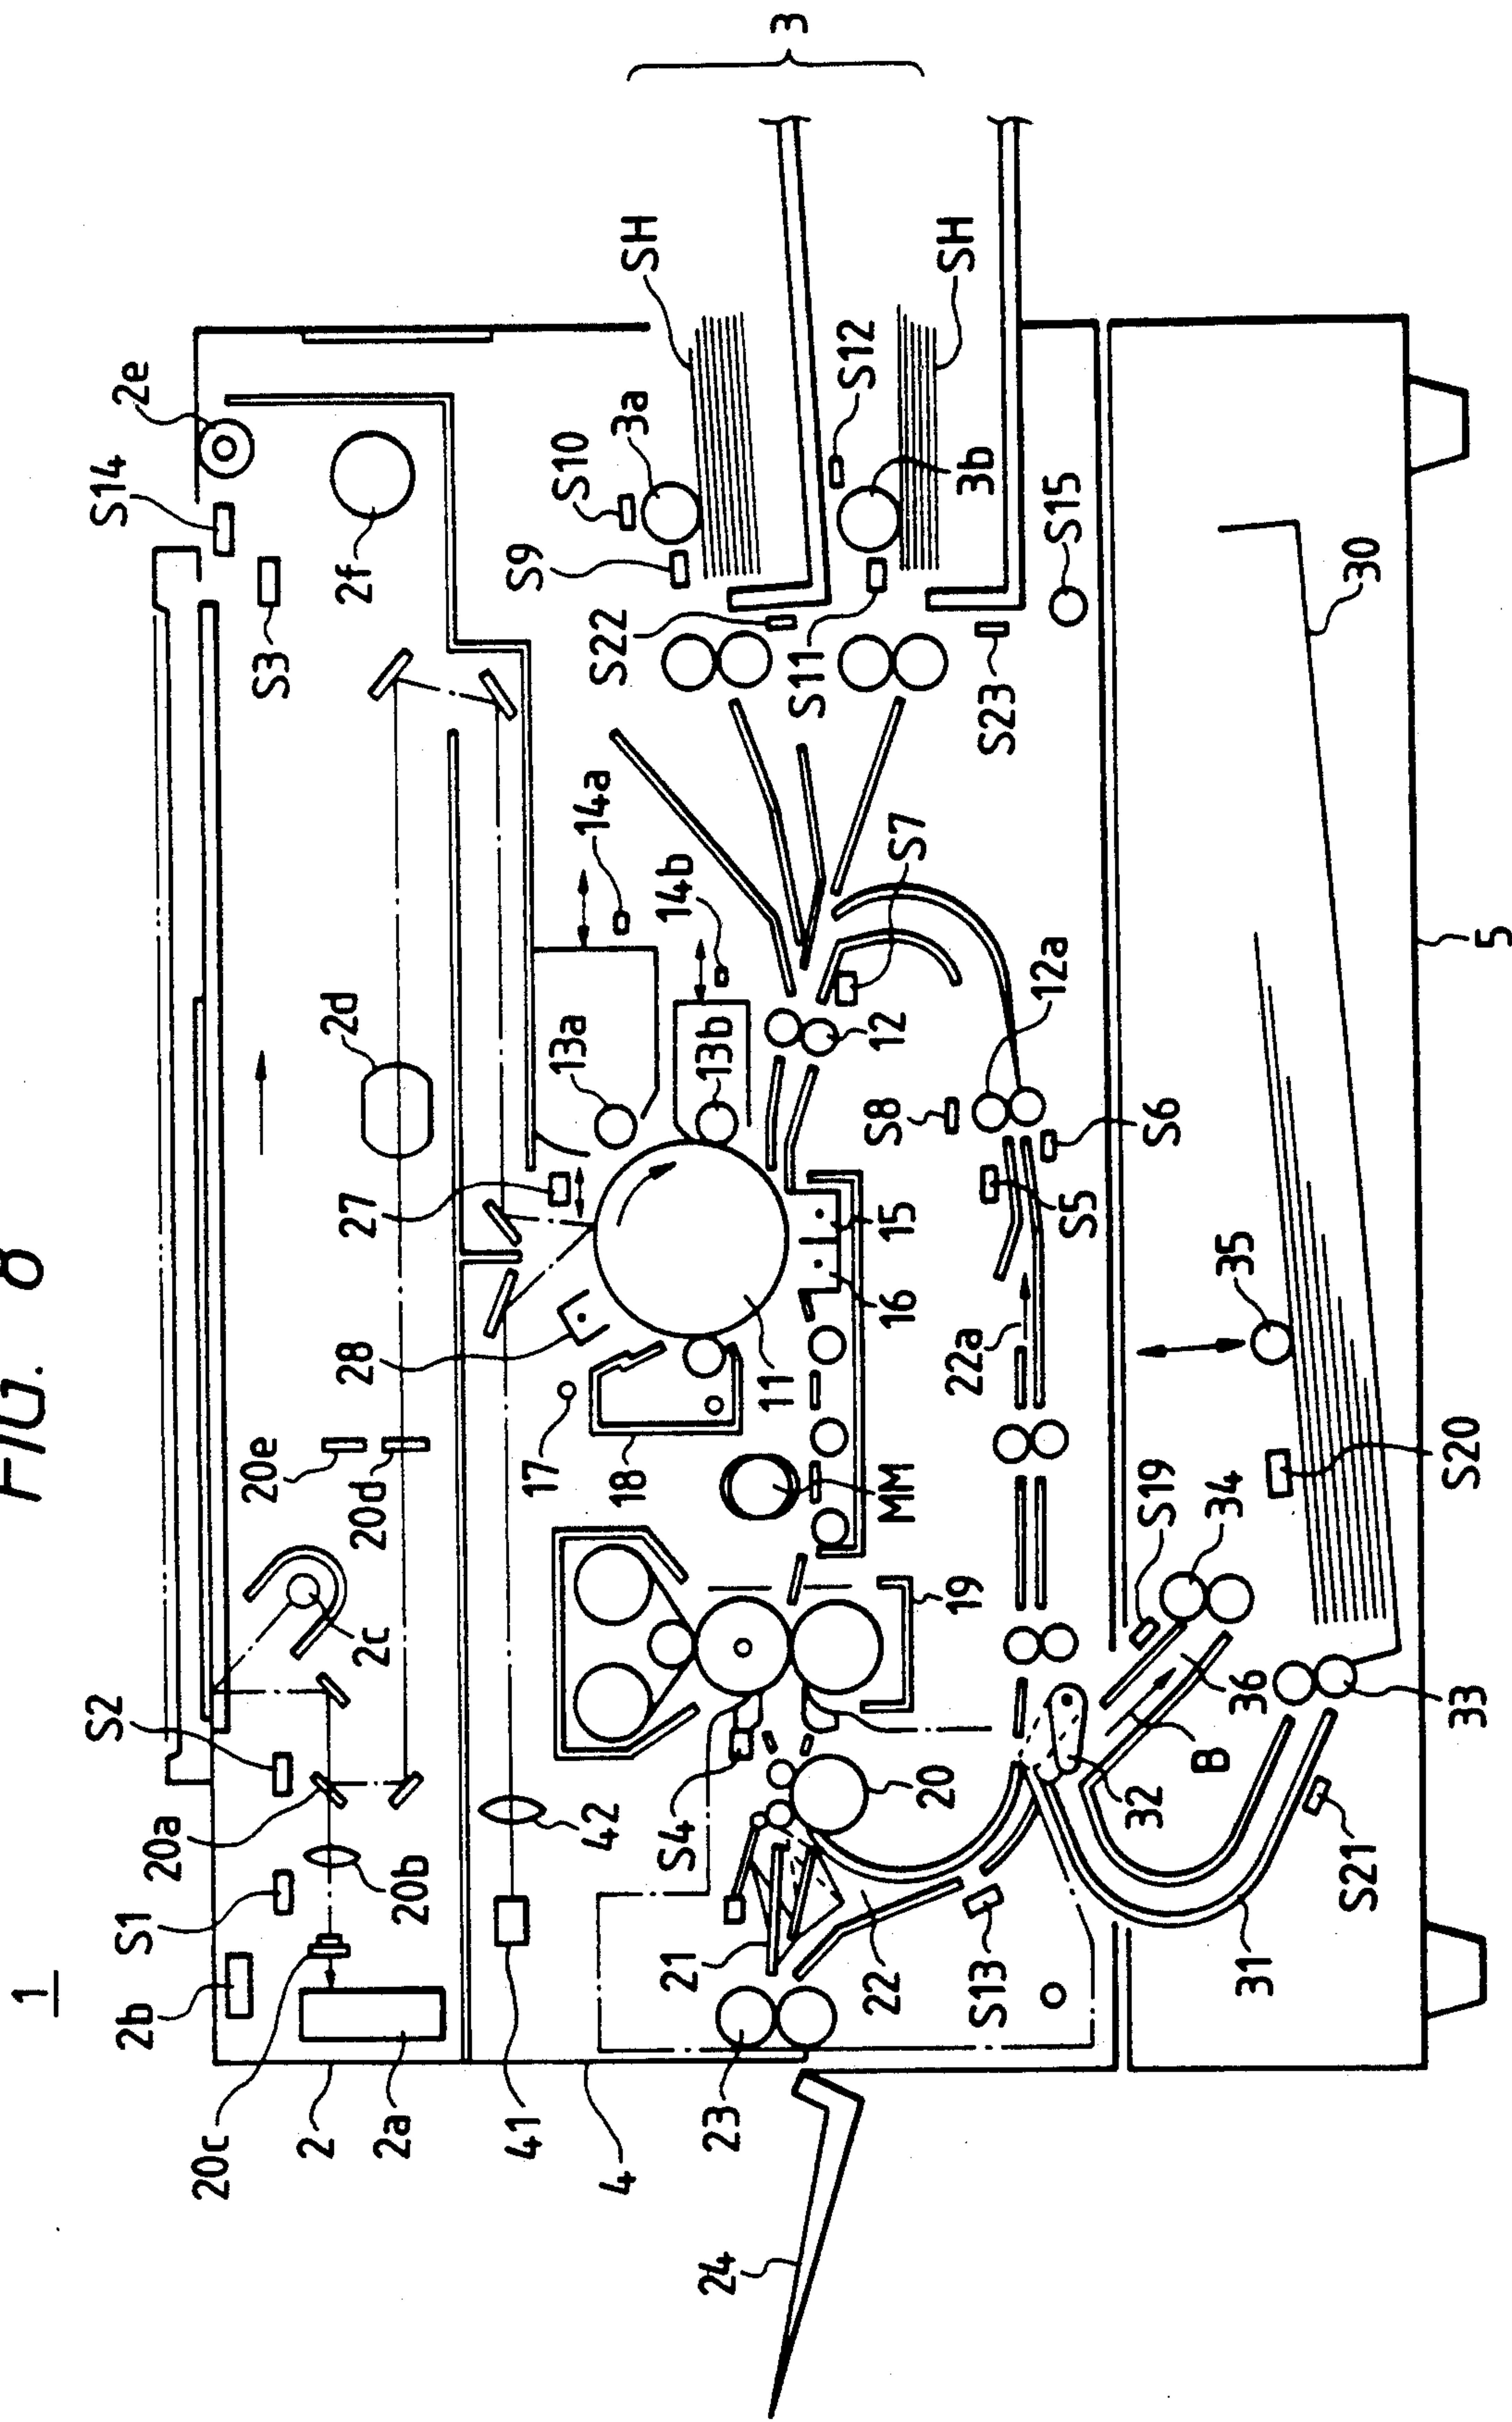 FIG. 8
1
3
S14
2e
S3
2f
S2
S1
2b
20a
20b
20c
2
2a
2c
20e
20d
2d
27
28
17
18
41
42
4
13a
13b
14a
14b
S9
S10
3a
SH
SH
S12
3b
S22
S11
S23
S15
S7
12
12a
S8
S6
S5
15
16
11
22a
MM
19
S4
20
21
22
23
24
S13
S19
34
36
B
32
33
31
S21
S20
35
30
5